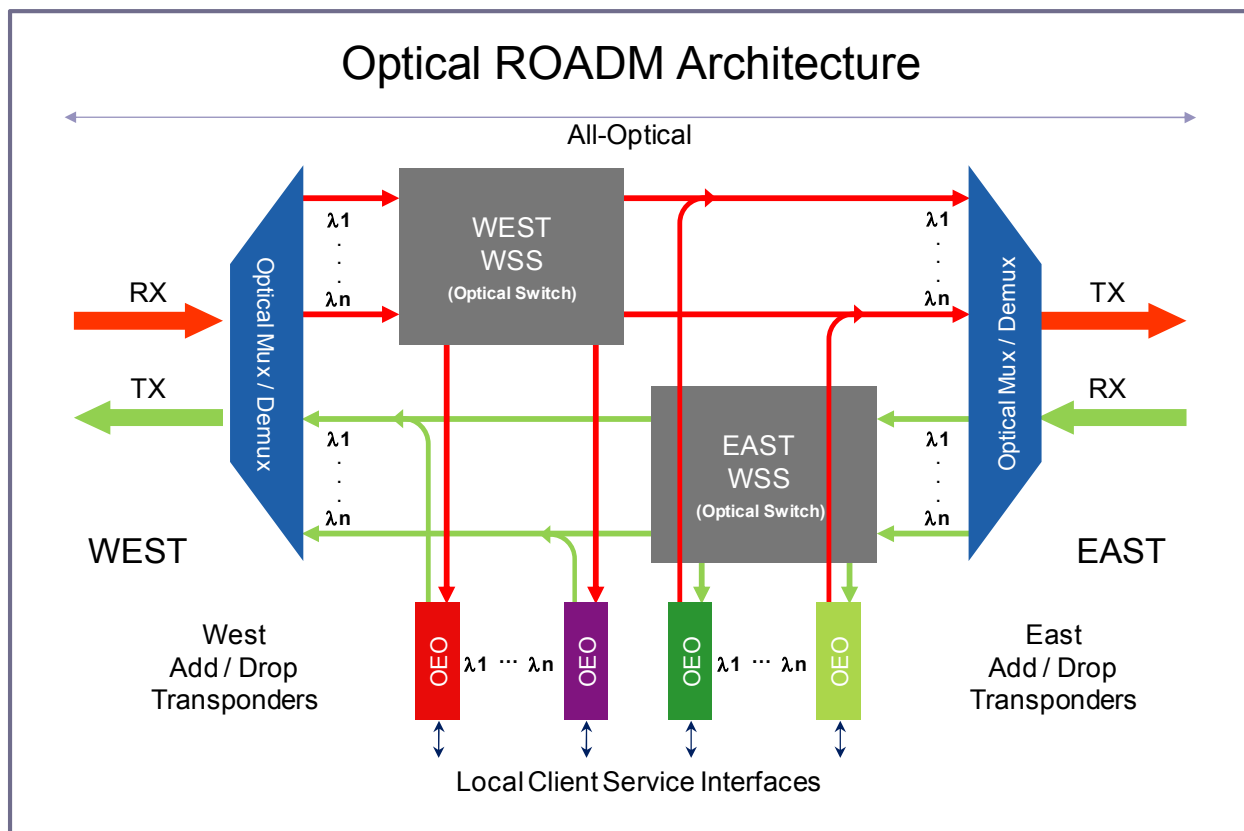 Optical ROADM Architecture
All-Optical
WEST
WSS
(Optical Switch)
λ1
.
.
.
.
λn
λ1
.
.
.
.
λn
Optical Mux / Demux
Optical Mux / Demux
RX
TX
TX
RX
EAST
WSS
(Optical Switch)
λ1
.
.
.
.
λn
λ1
.
.
.
.
λn
WEST
EAST
West
Add / Drop
Transponders
OEO
λ1 ··· λn
OEO
OEO
λ1 ··· λn
OEO
East
Add / Drop
Transponders
Local Client Service Interfaces